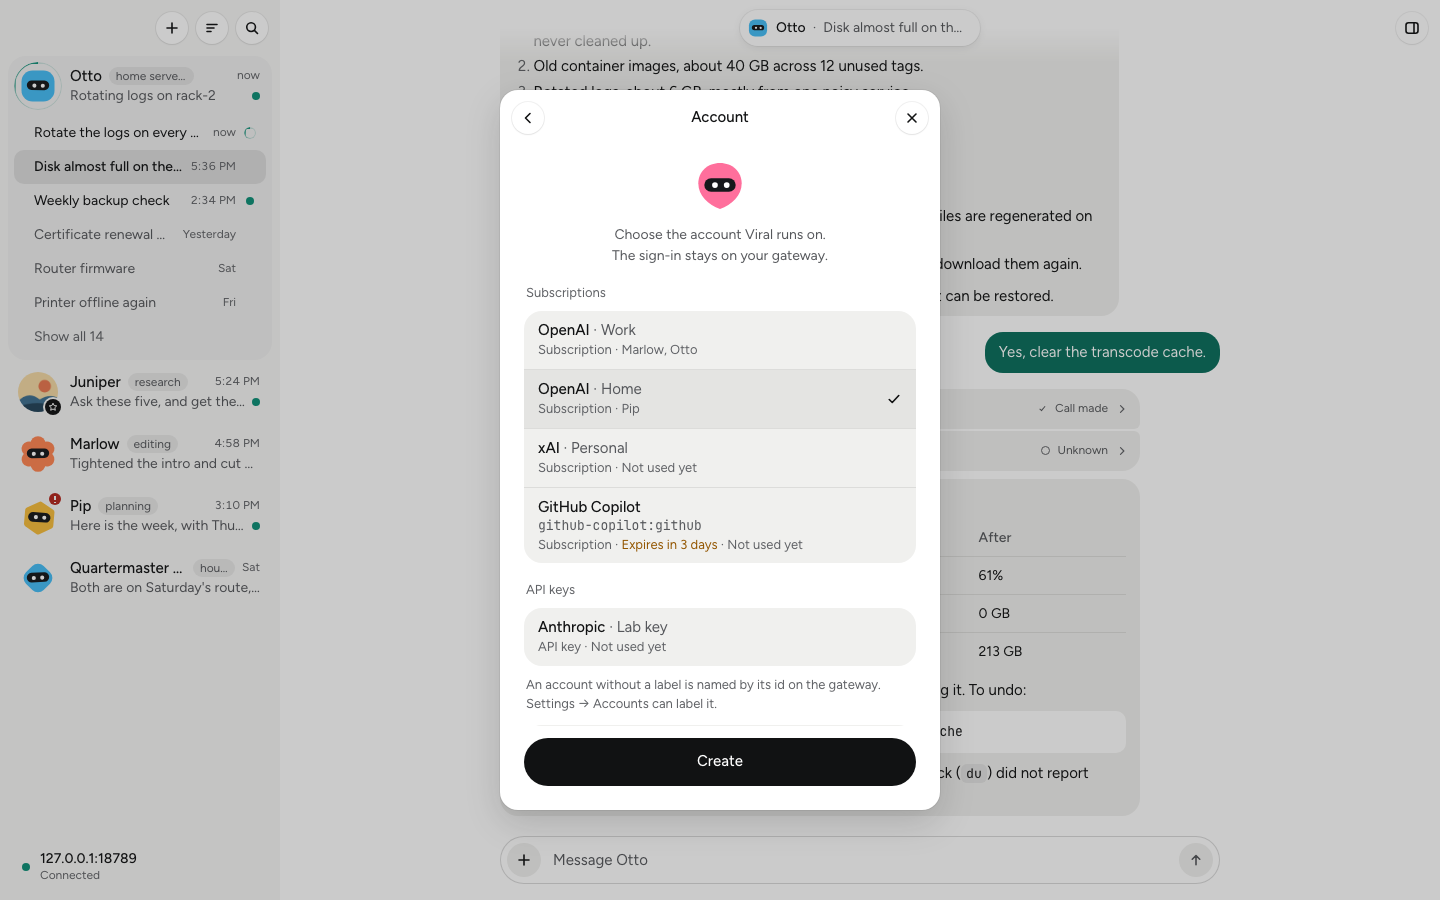 Otto
home serve...
now
Rotating logs on rack-2
Rotate the logs on every ...
now
Disk almost full on the...
5:36 PM
Weekly backup check
2:34 PM
Certificate renewal ...
Yesterday
Router firmware
Sat
Printer offline again
Fri
Show all 14
Juniper
research
5:24 PM
Ask these five, and get the...
Marlow
editing
4:58 PM
Tightened the intro and cut ...
Pip
planning
3:10 PM
Here is the week, with Thu...
Quartermaster ...
hou...
Sat
Both are on Saturday's route,...
127.0.0.1:18789
Connected
Otto · Disk almost full on th...
never cleaned up.
2. Old container images, about 40 GB across 12 unused tags.
iles are regenerated on
download them again.
can be restored.
Yes, clear the transcode cache.
Call made
Unknown
After
61%
0 GB
213 GB
g it. To undo:
che
ck ( du ) did not report
Message Otto
Account
Choose the account Viral runs on.
The sign-in stays on your gateway.
Subscriptions
OpenAI · Work
Subscription · Marlow, Otto
OpenAI · Home
Subscription · Pip
xAI · Personal
Subscription · Not used yet
GitHub Copilot
github-copilot:github
Subscription · Expires in 3 days · Not used yet
API keys
Anthropic · Lab key
API key · Not used yet
An account without a label is named by its id on the gateway.
Settings → Accounts can label it.
Create